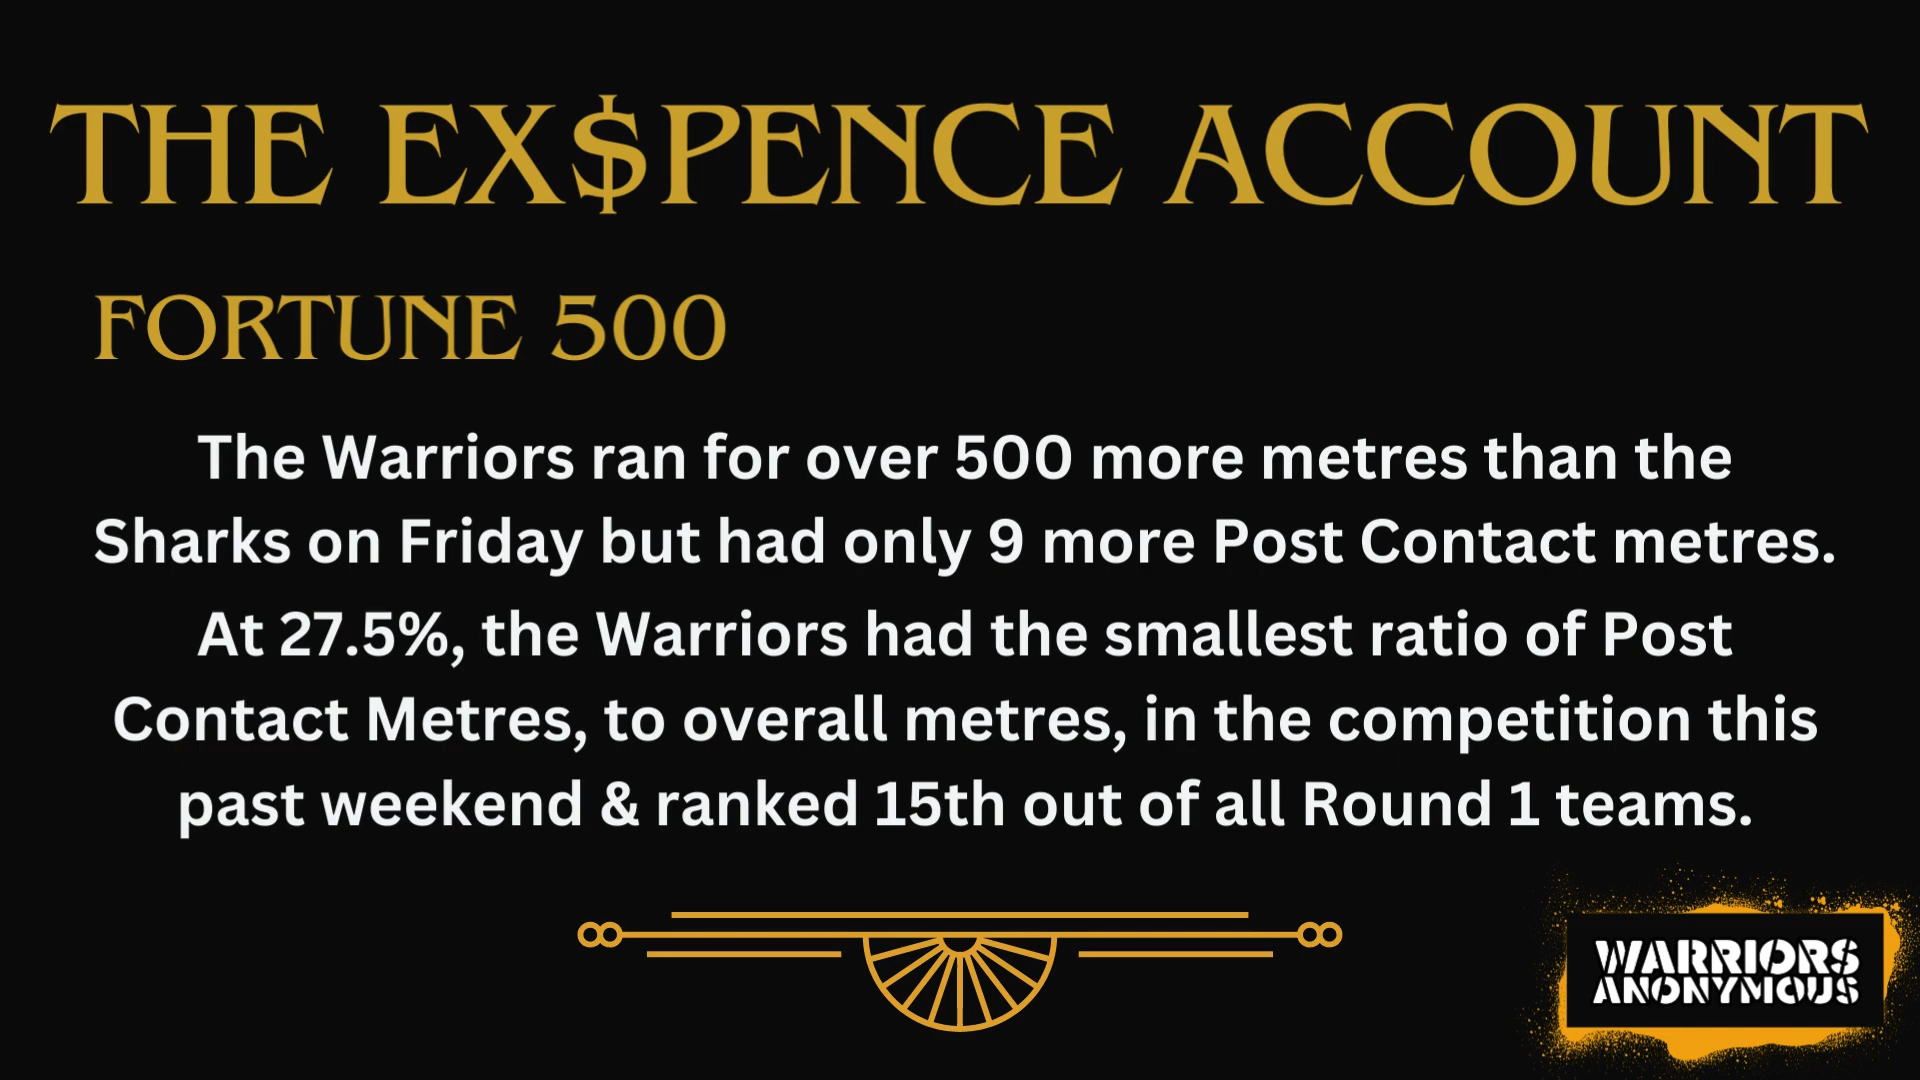 THE EX$PENCE ACCOUNT
FORTUNE 500
The Warriors ran for over 500 more metres than the
Sharks on Friday but had only 9 more Post Contact metres.
At 27.5%, the Warriors had the smallest ratio of Post
Contact Metres, to overall metres, in the competition this
past weekend & ranked 15th out of all Round 1 teams.
WARRIORS
ANONYMOUS